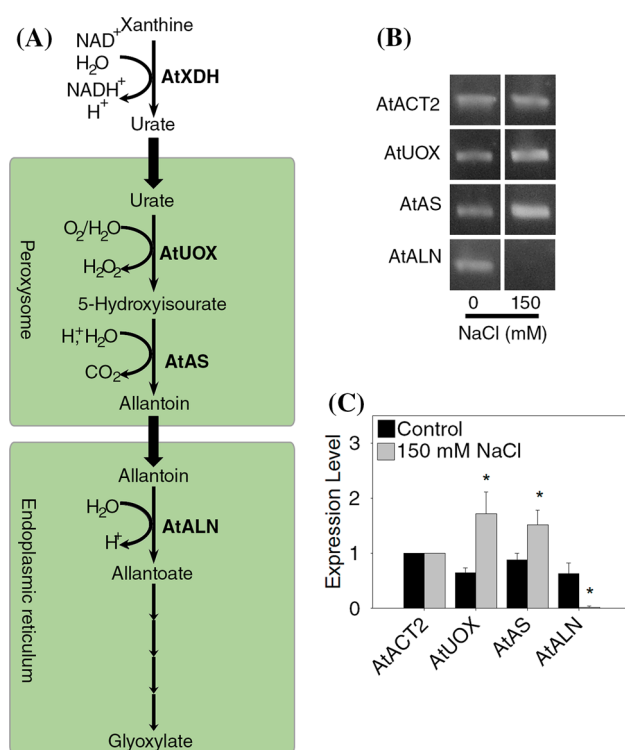 (A)
Xanthine
NAD+
H2O
AtXDH
NADH+
H+
Urate
Peroxysome
Urate
O2/H2O
AtUOX
H2O2
5-Hydroxyisourate
H,+H2O
AtAS
CO2
Allantoin
Endoplasmic reticulum
Allantoin
H2O
AtALN
H+
Allantoate
Glyoxylate
(B)
AtACT2
AtUOX
AtAS
AtALN
0 150
NaCl (mM)
(C)
Control
150 mM NaCl
Expression Level
3
2
1
0
* * *
AtACT2 AtUOX AtAS AtALN